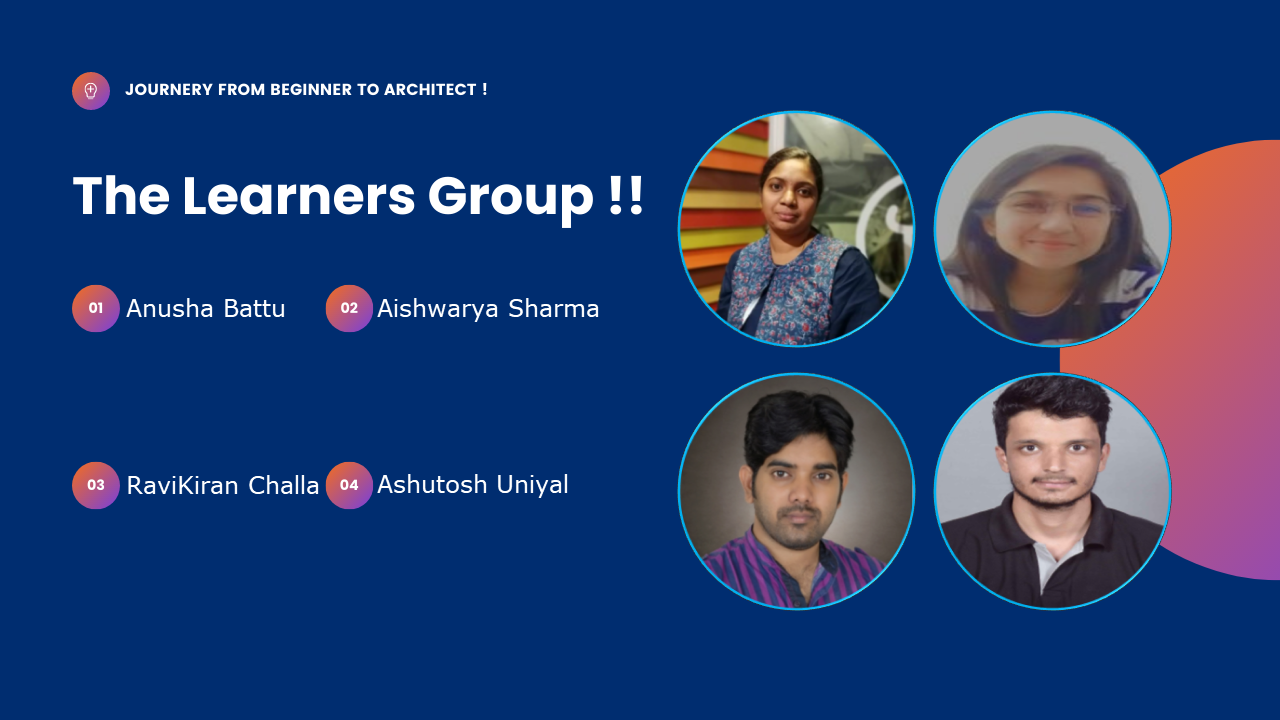 JOURNERY FROM BEGINNER TO ARCHITECT !
The Learners Group !!
01 Anusha Battu
02 Aishwarya Sharma
03 RaviKiran Challa
04 Ashutosh Uniyal